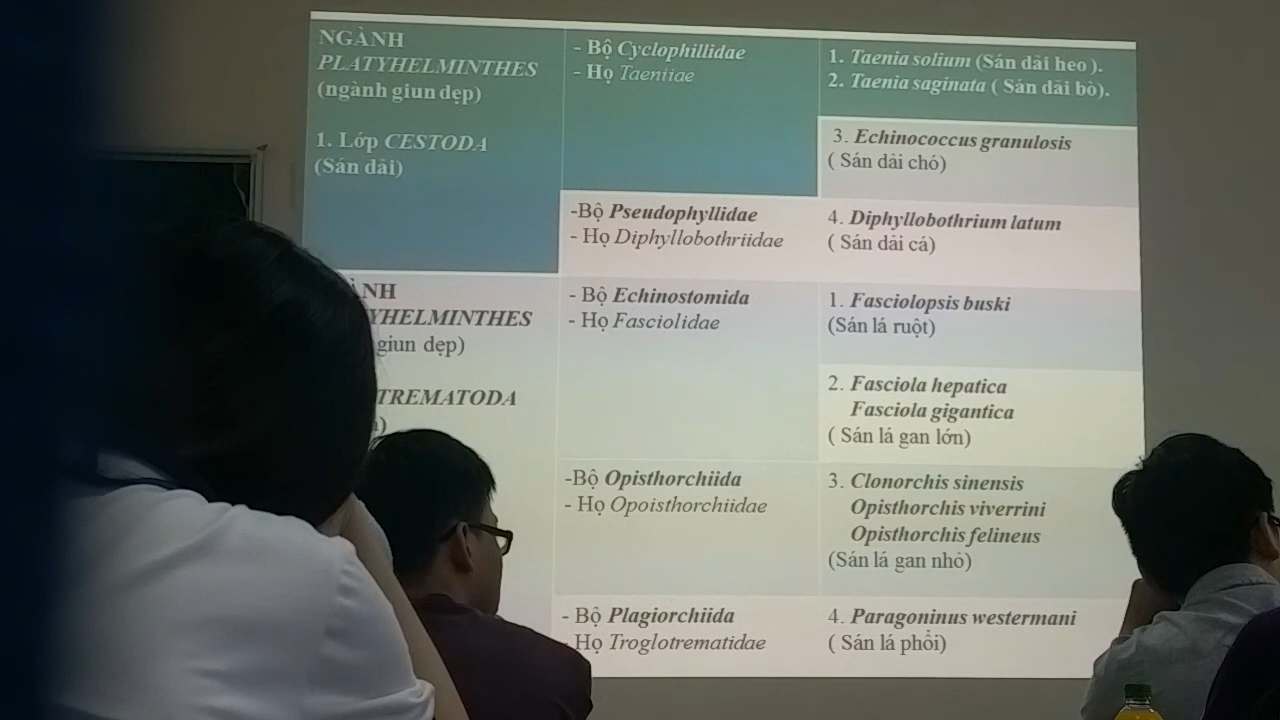 NGÀNH
PLATYHELMINTHES
(ngành giun dẹp)
1. Lớp CESTODA
(Sán dải)
- Bộ Cyclophillidae
- Họ Taeniiae
1. Taenia solium (Sán dải heo ).
2. Taenia saginata ( Sán dải bò).
3. Echinococcus granulosis
( Sán dải chó)
-Bộ Pseudophyllidae
- Họ Diphyllobothriidae
4. Diphyllobothrium latum
( Sán dải cá)
ÀNH
YHELMINTHES
giun dẹp)
TREMATODA
- Bộ Echinostomida
- Họ Fasciolidae
1. Fasciolopsis buski
(Sán lá ruột)
2. Fasciola hepatica
Fasciola gigantica
( Sán lá gan lớn)
-Bộ Opisthorchiida
- Họ Opoisthorchiidae
3. Clonorchis sinensis
Opisthorchis viverrini
Opisthorchis felineus
(Sán lá gan nhỏ)
- Bộ Plagiorchiida
Họ Troglotrematidae
4. Paragoninus westermani
( Sán lá phổi)